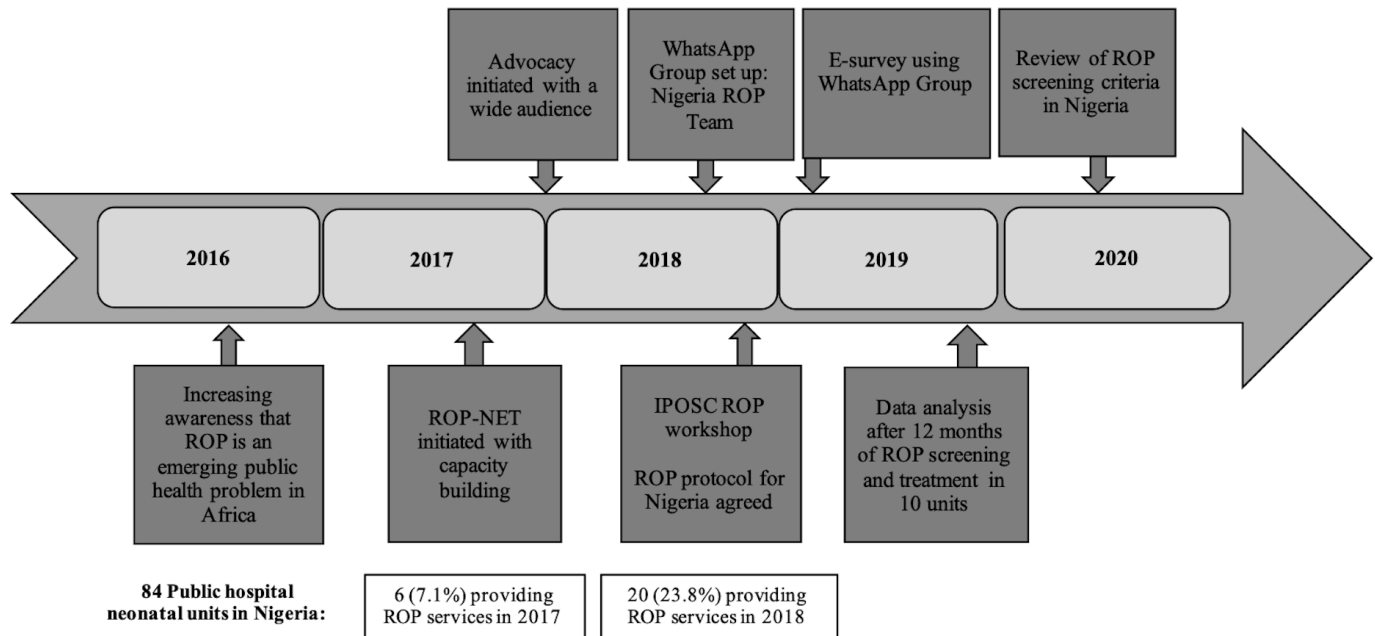 Advocacy
initiated with a
wide audience
WhatsApp
Group set up:
Nigeria ROP
Team
E-survey using
WhatsApp Group
Review of ROP
screening criteria
in Nigeria
2016
2017
2018
2019
2020
Increasing
awareness that
ROP is an
emerging public
health problem in
Africa
ROP-NET
initiated with
capacity
building
IPOSC ROP
workshop
ROP protocol for
Nigeria agreed
Data analysis
after 12 months
of ROP screening
and treatment in
10 units
84 Public hospital
neonatal units in Nigeria:
6 (7.1%) providing
ROP services in 2017
20 (23.8%) providing
ROP services in 2018